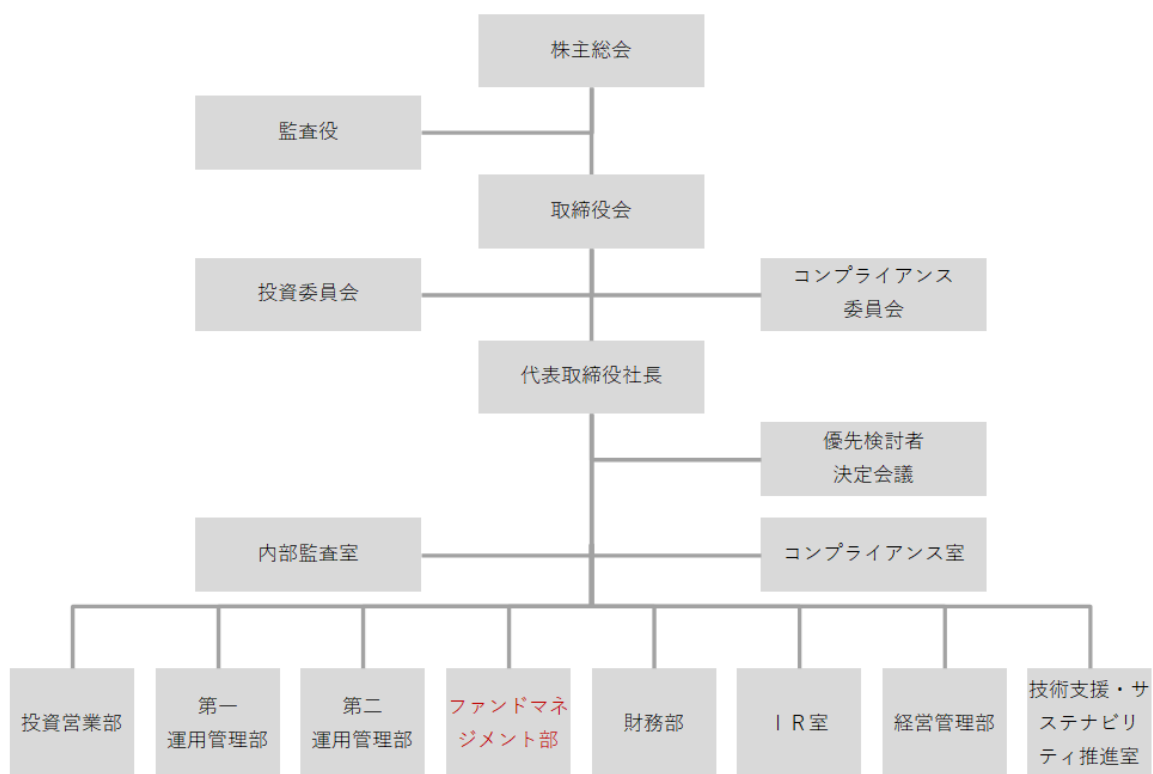 株主総会
監査役
取締役会
投資委員会
コンプライアンス
委員会
代表取締役社長
優先検討者
決定会議
内部監査室
コンプライアンス室
投資営業部
第一
運用管理部
第二
運用管理部
ファンドマネ
ジメント部
財務部
ＩＲ室
経営管理部
技術支援・サ
ステナビリ
ティ推進室